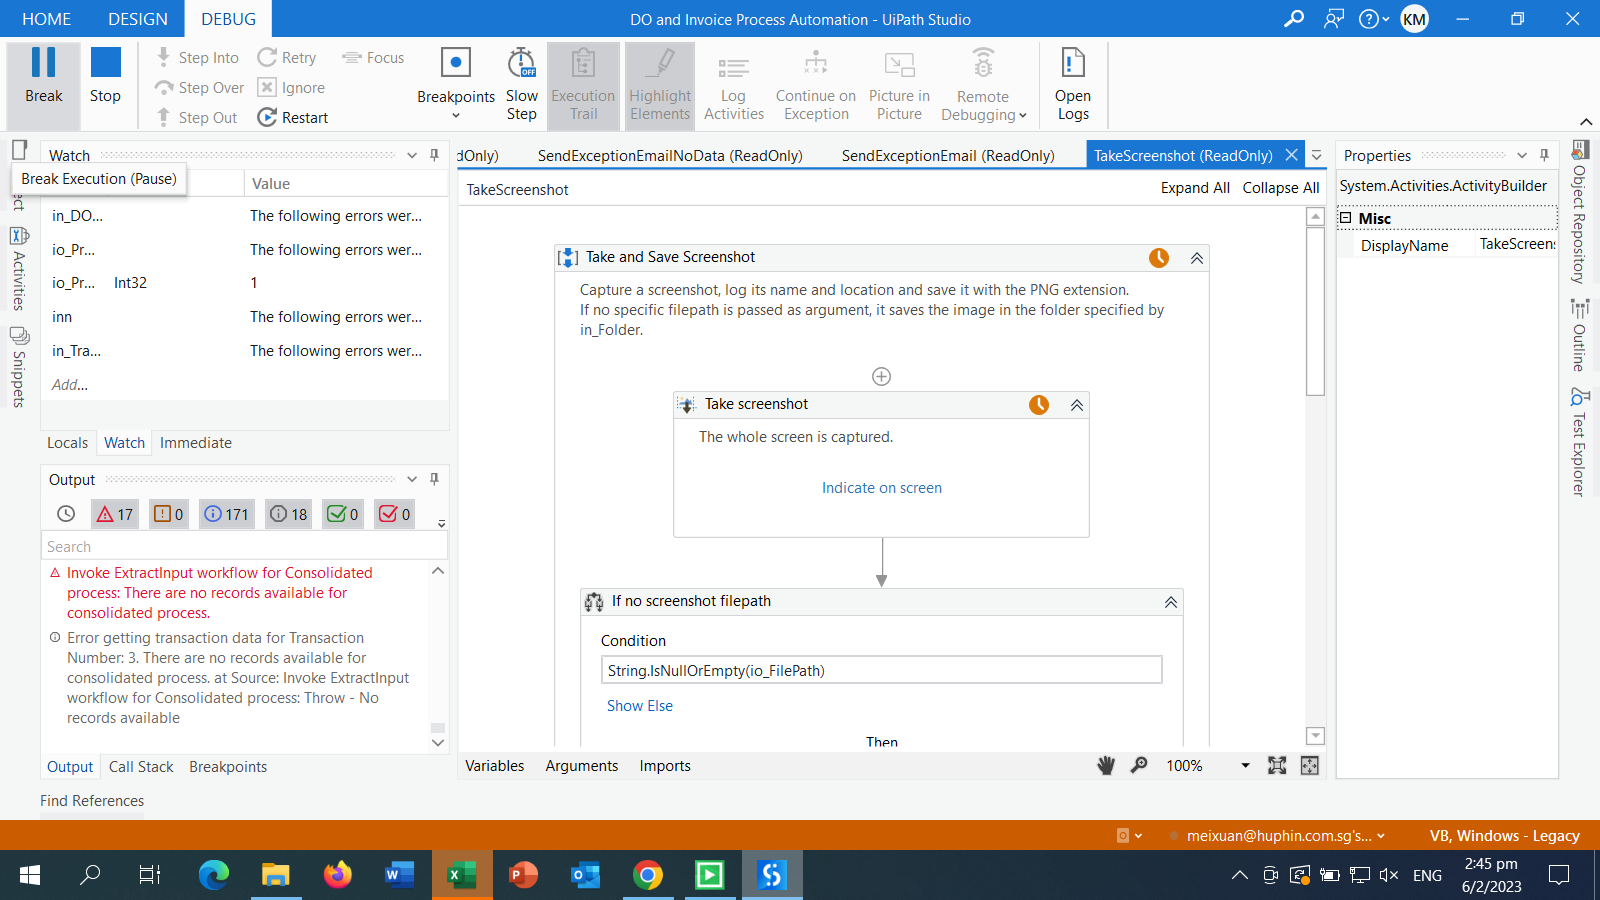 HOME DESIGN DEBUG
DO and Invoice Process Automation - UiPath Studio
KM
Break
Stop
Step Into
Step Over
Step Out
Retry
Ignore
Restart
Focus
Breakpoints
Slow
Step
OFF
Execution
Trail
Highlight
Elements
Log
Activities
Continue on
Exception
Picture in
Picture
Remote
Debugging
Open
Logs
Watch
Break Execution (Pause)
ect
Activities
Snippets
Value
in_DO... The following errors wer...
io_Pr... The following errors wer...
io_Pr... Int32 1
inn The following errors wer...
in_Tra... The following errors wer...
Add...
Locals Watch Immediate
Output
17 0 171 18 0 0
Search
Invoke ExtractInput workflow for Consolidated
process: There are no records available for
consolidated process.
Error getting transaction data for Transaction
Number: 3. There are no records available for
consolidated process. at Source: Invoke ExtractInput
workflow for Consolidated process: Throw - No
records available
Output Call Stack Breakpoints
Find References
dOnly) SendExceptionEmailNoData (ReadOnly) SendExceptionEmail (ReadOnly) TakeScreenshot (ReadOnly)
TakeScreenshot
Expand All Collapse All
Take and Save Screenshot
Capture a screenshot, log its name and location and save it with the PNG extension.
If no specific filepath is passed as argument, it saves the image in the folder specified by
in_Folder.
Take screenshot
The whole screen is captured.
Indicate on screen
If no screenshot filepath
Condition
String.IsNullOrEmpty(io_FilePath)
Show Else
Then
Variables Arguments Imports
100%
Properties
System.Activities.ActivityBuilder
Misc
DisplayName TakeScreens
Object Repository
Outline
Test Explorer
meixuan@huphin.com.sg's...
VB, Windows - Legacy
ENG
2:45 pm
6/2/2023